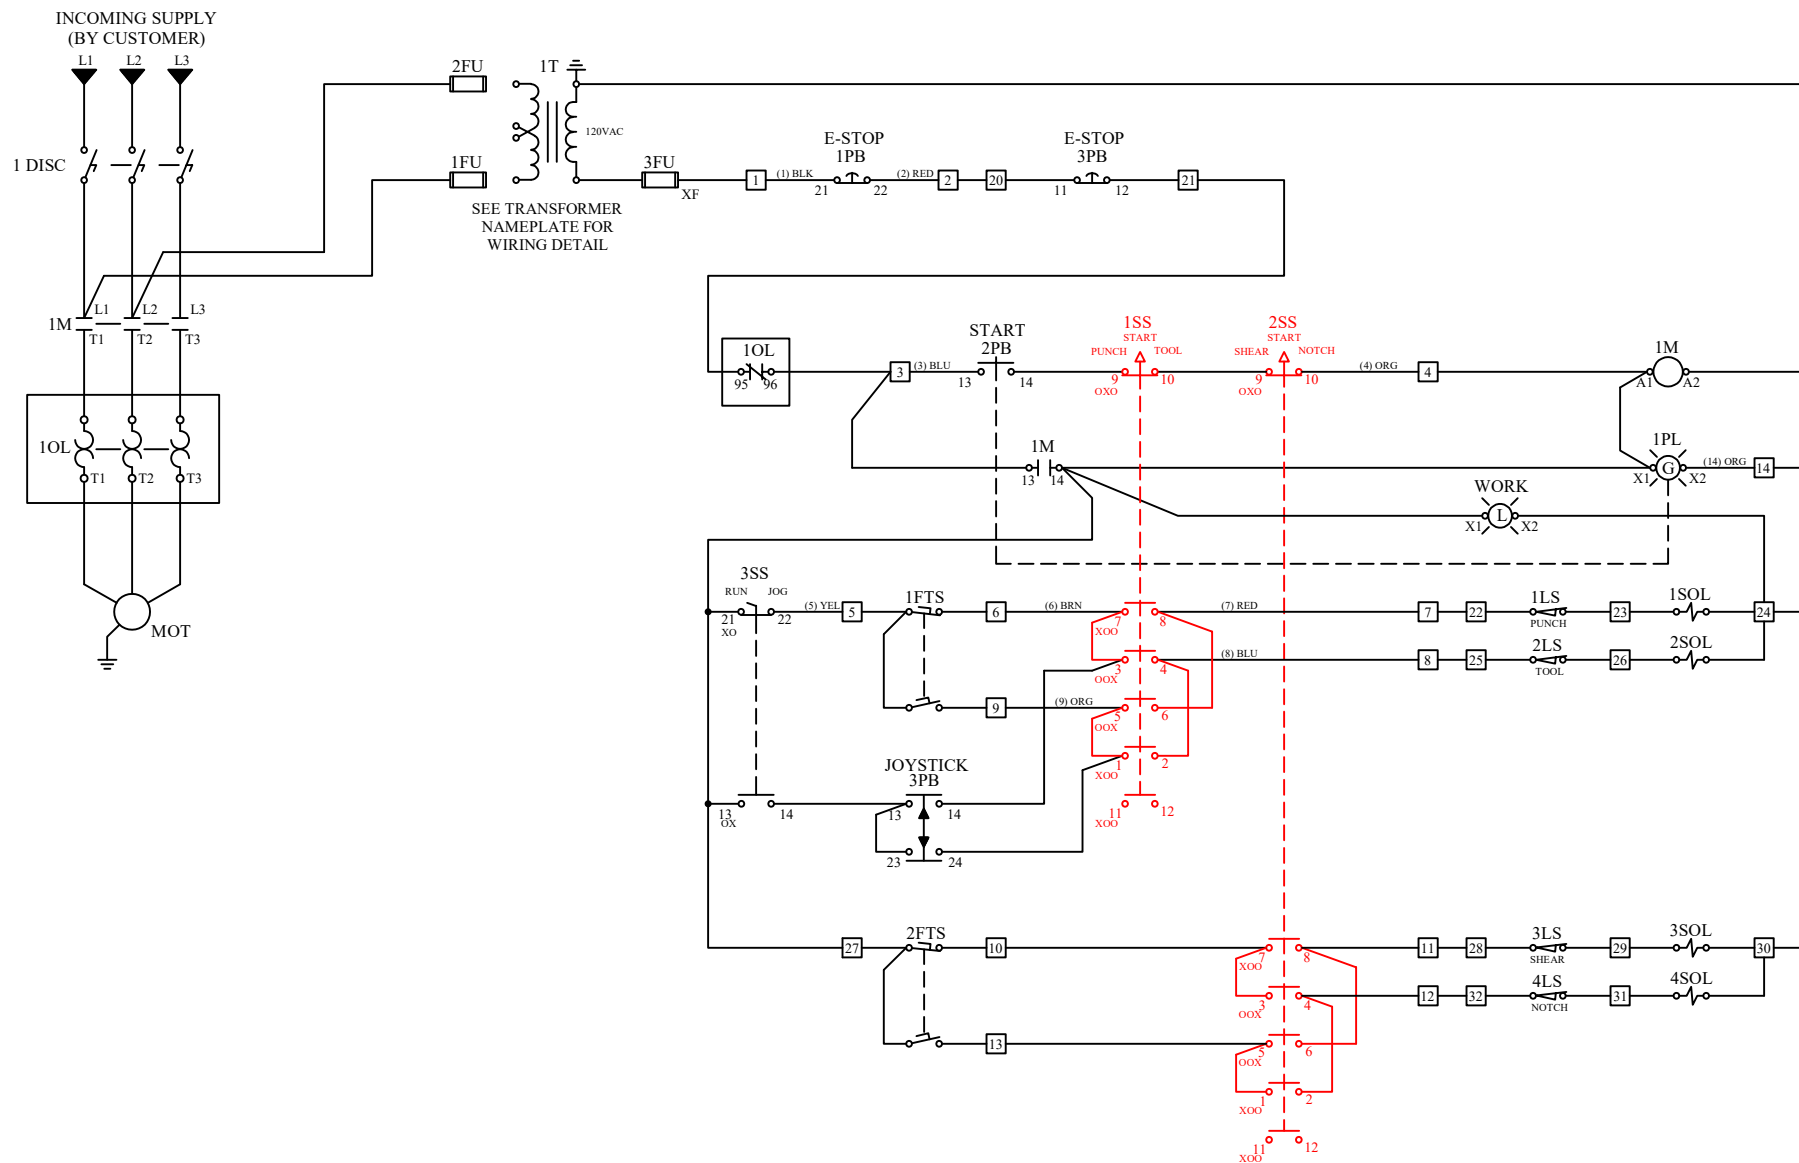 INCOMING SUPPLY
(BY CUSTOMER)
L1 L2 L3
1 DISC
2FU 1T
120VAC
1FU
3FU
XF
SEE TRANSFORMER
NAMEPLATE FOR
WIRING DETAIL
1 (1) BLK
E-STOP
1PB
21 22
(2) RED 2 20
E-STOP
3PB
11 12
21
1M L1 L2 L3
T1 T2 T3
1OL
T1 T2 T3
MOT
1OL
95 96
3 (3) BLU
START
2PB
13 14
1SS
START
PUNCH TOOL
9 10
OXO
2SS
START
SHEAR NOTCH
9 10
OXO
(4) ORG 4
1M
A1 A2
1M
13 14
1PL
G
X1 X2
(14) ORG 14
WORK
L
X1 X2
3SS
RUN JOG
21 22
XO
(5) YEL 5
1FTS
6 (6) BRN
7 8
XOO
(7) RED 7 22
1LS
PUNCH
23
1SOL
24
3 4
OOX
(8) BLU 8 25
2LS
TOOL
26
2SOL
9 (9) ORG
5 6
OOX
1 2
XOO
13 14
OX
JOYSTICK
3PB
13 14
23 24
11 12
XOO
27
2FTS
10
7 8
XOO
11 28
3LS
SHEAR
29
3SOL
30
3 4
OOX
12 32
4LS
NOTCH
31
4SOL
13
5 6
OOX
1 2
XOO
11 12
XOO